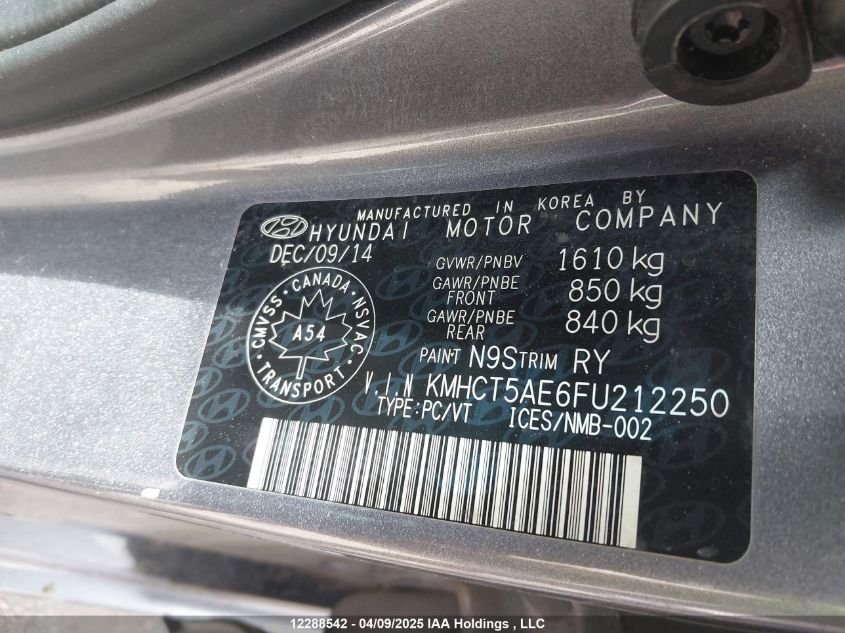 MANUFACTURED IN KOREA BY
HYUNDAI MOTOR COMPANY
DEC/09/14
GVWR/PNBV 1610 kg
GAWR/PNBE FRONT 850 kg
GAWR/PNBE REAR 840 kg
CANADA
CMVSS NSVAC
A54
TRANSPORT
PAINT N9S TRIM RY
V.I.N KMHCT5AE6FU212250
TYPE:PC/VT ICES/NMB-002
12288542 - 04/09/2025 IAA Holdings , LLC